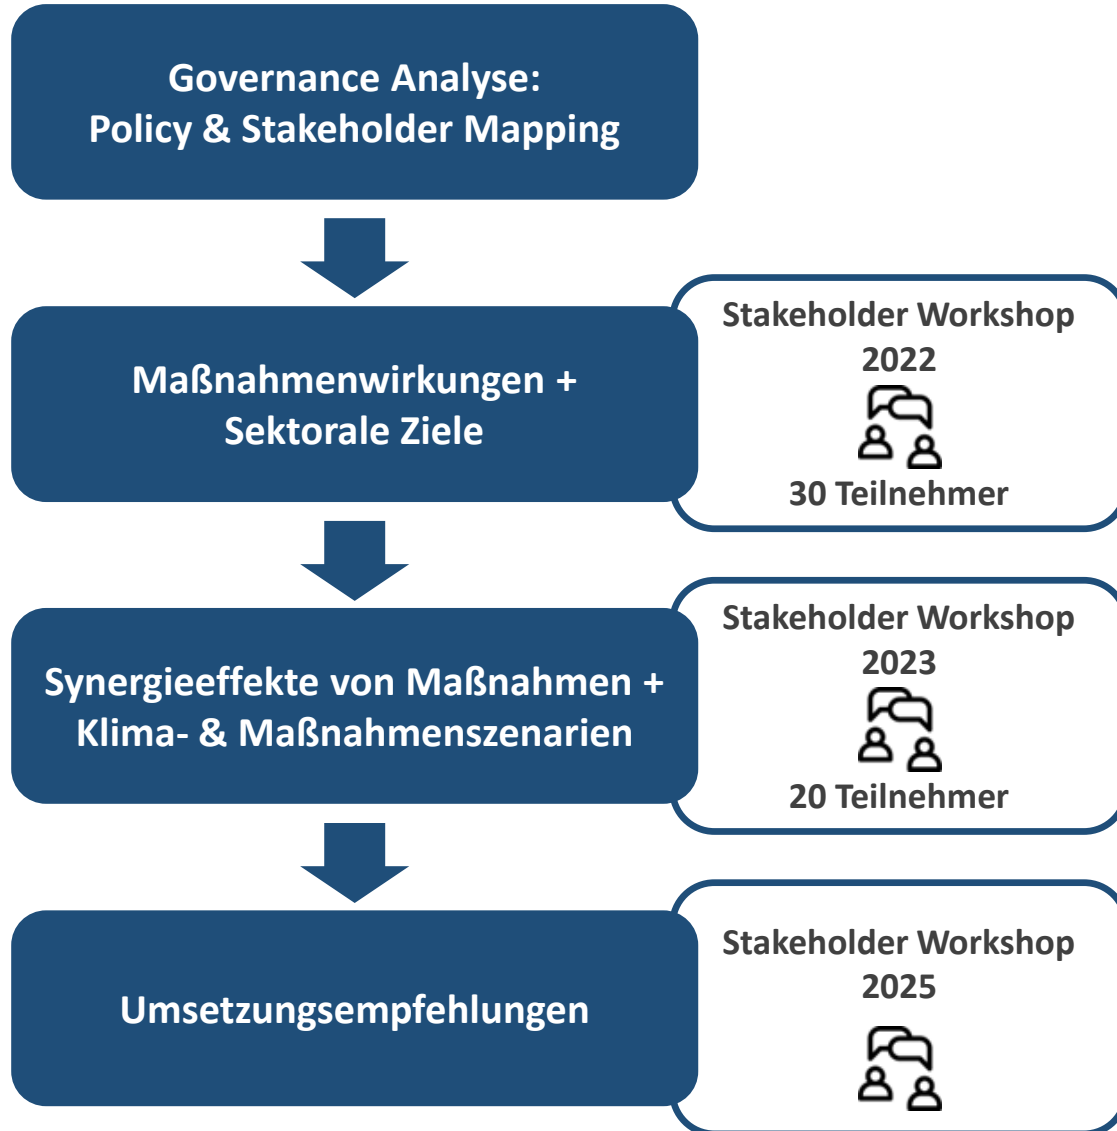 Governance Analyse:
Policy & Stakeholder Mapping
Maßnahmenwirkungen +
Sektorale Ziele
Stakeholder Workshop
2022
30 Teilnehmer
Synergieeffekte von Maßnahmen +
Klima- & Maßnahmenszenarien
Stakeholder Workshop
2023
20 Teilnehmer
Umsetzungsempfehlungen
Stakeholder Workshop
2025